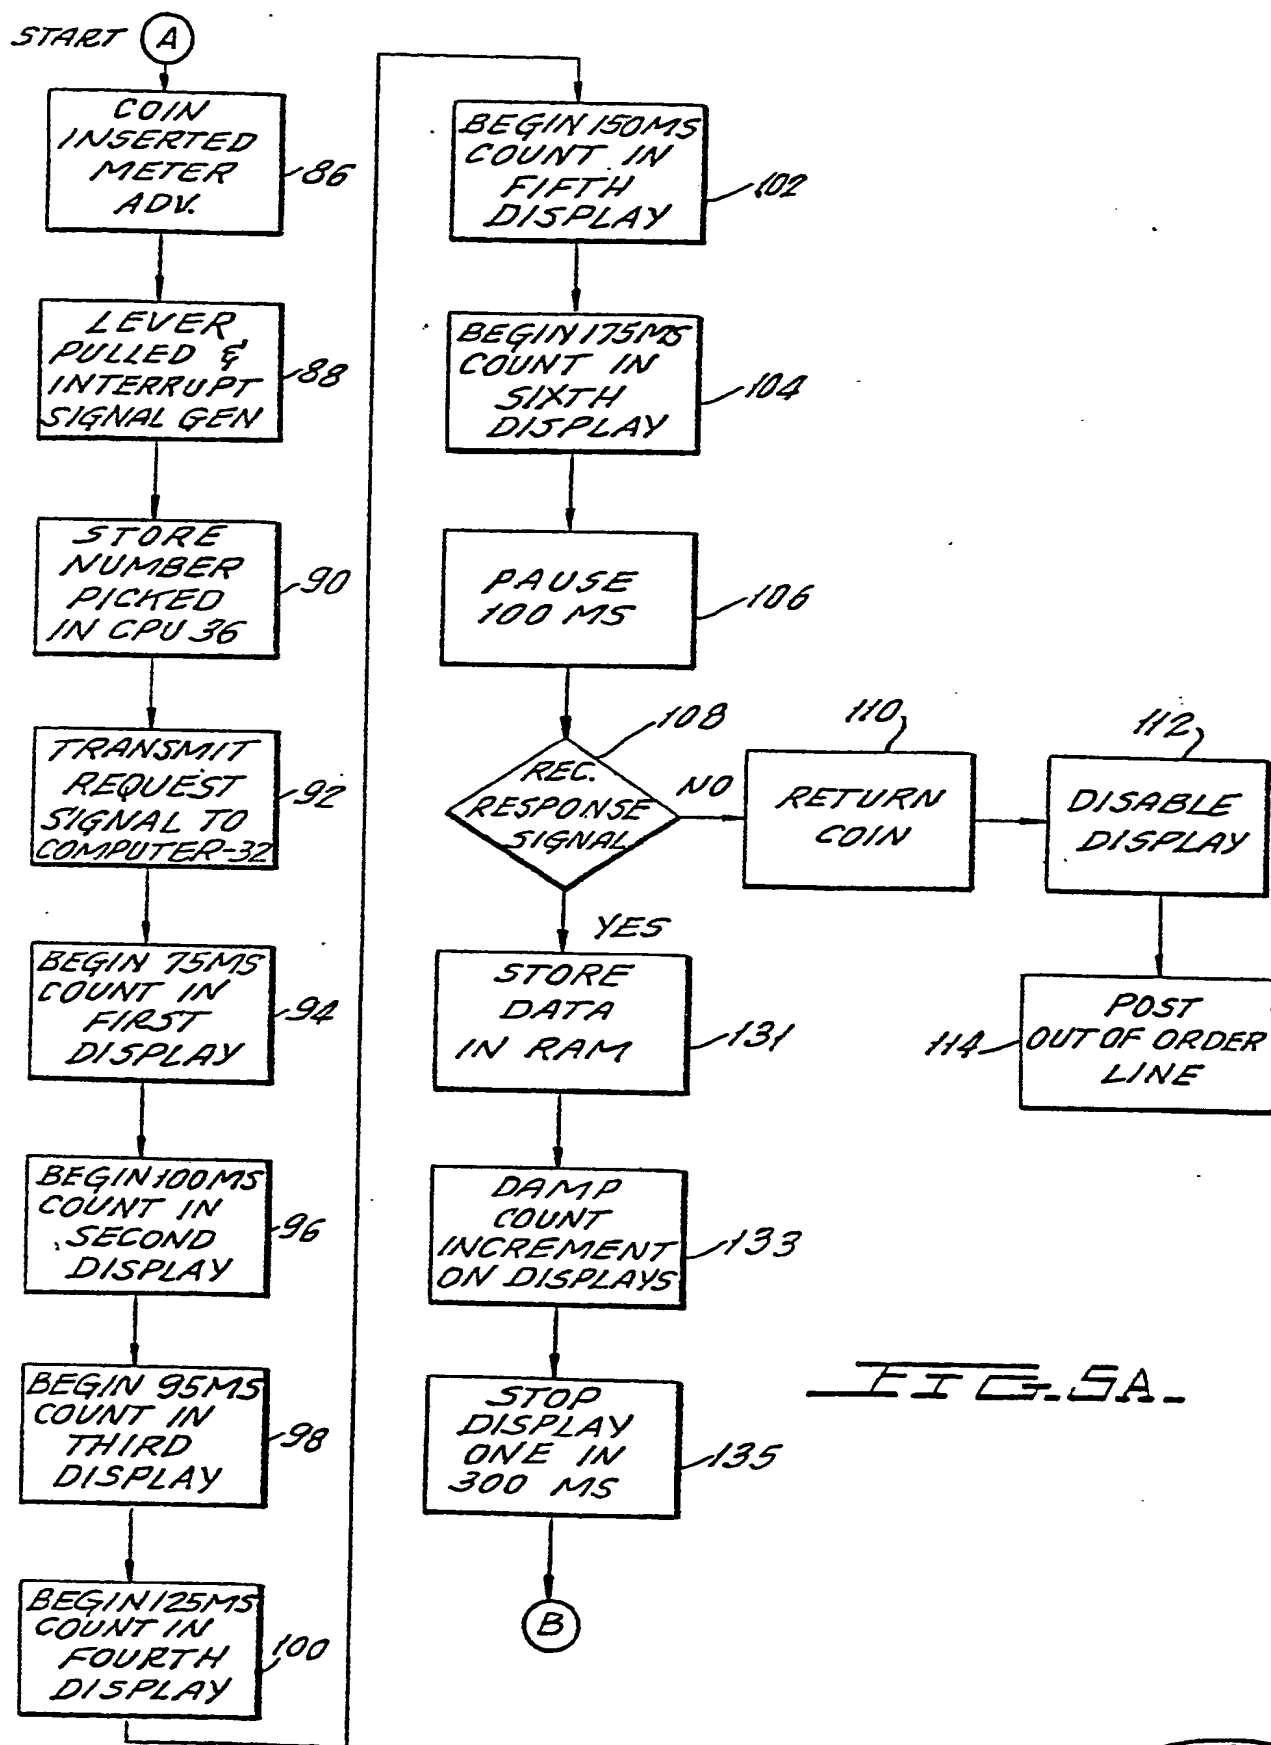 START A
COIN
INSERTED
METER
ADV.
86
LEVER
PULLED &
INTERRUPT
SIGNAL GEN
88
STORE
NUMBER
PICKED
IN CPU 36
90
TRANSMIT
REQUEST
SIGNAL TO
COMPUTER-32
92
BEGIN 75MS
COUNT IN
FIRST
DISPLAY
94
BEGIN 100MS
COUNT IN
SECOND
DISPLAY
96
BEGIN 95MS
COUNT IN
THIRD
DISPLAY
98
BEGIN 125MS
COUNT IN
FOURTH
DISPLAY
100
BEGIN 150MS
COUNT IN
FIFTH
DISPLAY
102
BEGIN 175MS
COUNT IN
SIXTH
DISPLAY
104
PAUSE
100 MS
106
REC.
RESPONSE
SIGNAL
108
NO
RETURN
COIN
110
DISABLE
DISPLAY
112
POST
OUT OF ORDER
LINE
114
YES
STORE
DATA
IN RAM
131
DAMP
COUNT
INCREMENT
ON DISPLAYS
133
STOP
DISPLAY
ONE IN
300 MS
135
B
FIG. 5A.